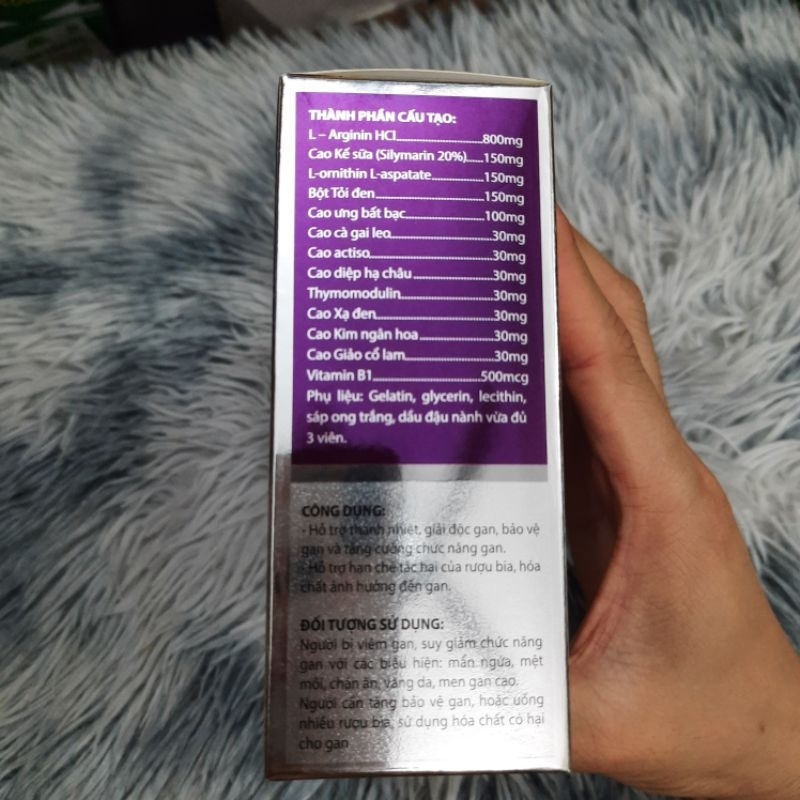 THÀNH PHẦN CẤU TẠO:
L – Arginin HCl..........800mg
Cao Kế sữa (Silymarin 20%).....150mg
L-ornithin L-aspatate..........150mg
Bột Tỏi đen..........150mg
Cao ưng bất bạc..........100mg
Cao cà gai leo..........30mg
Cao actiso..........30mg
Cao diệp hạ châu..........30mg
Thymomodulin..........30mg
Cao Xạ đen..........30mg
Cao Kim ngân hoa..........30mg
Cao Giảo cổ lam..........30mg
Vitamin B1..........500mcg
Phụ liệu: Gelatin, glycerin, lecithin,
sáp ong trắng, dầu đậu nành vừa đủ
3 viên.
CÔNG DỤNG:
- Hỗ trợ thanh nhiệt, giải độc gan, bảo vệ
gan và tăng cường chức năng gan.
- Hỗ trợ hạn chế tác hại của rượu bia, hóa
chất ảnh hưởng đến gan.
ĐỐI TƯỢNG SỬ DỤNG:
Người bị viêm gan, suy giảm chức năng
gan với các biểu hiện: mẩn ngứa, mệt
mỏi, chán ăn, vàng da, men gan cao.
Người cần tăng bảo vệ gan, hoặc uống
nhiều rượu bia, sử dụng hóa chất có hại
cho gan